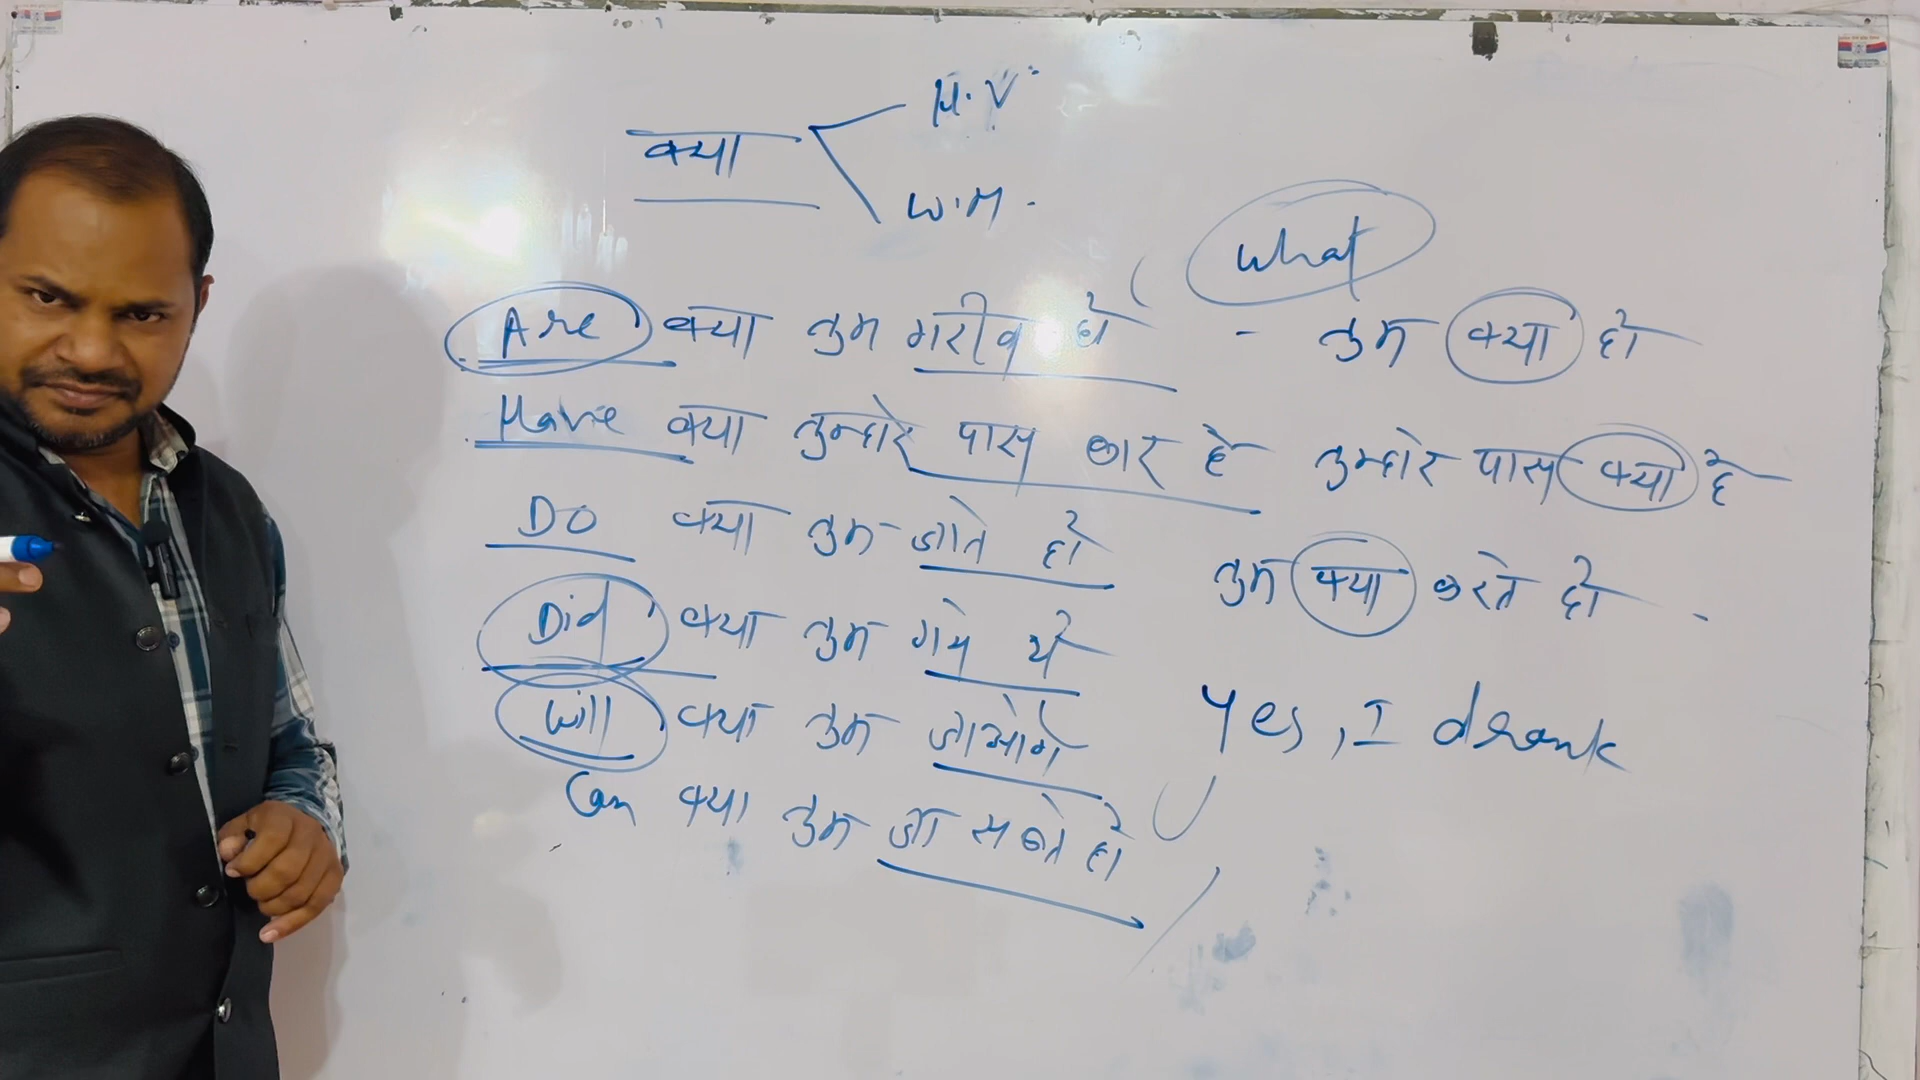 क्या H.V
W.H
What
Are क्या तुम गरीब हो - तुम क्या हो
Have क्या तुम्हारे पास कार है तुम्हारे पास क्या है
Do क्या तुम जाते हो तुम क्या करते हो
Did क्या तुम गये थे
Will क्या तुम जाओगे Yes, I drank
Can क्या तुम जा सकते हो